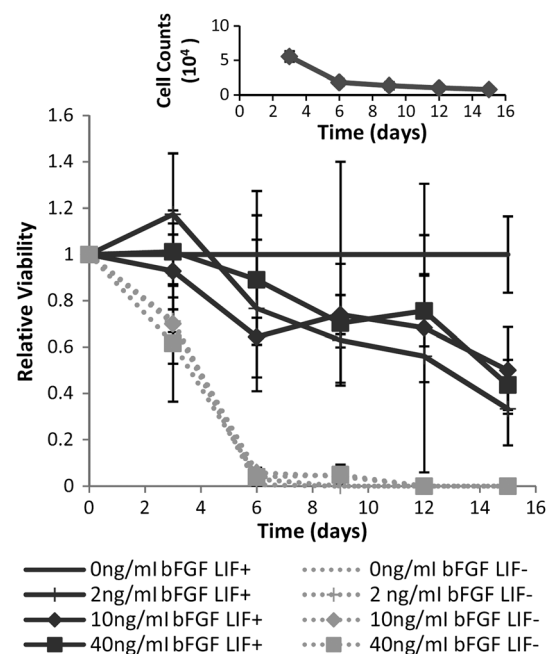 Cell Counts
(10⁴ )
10
5
0
0 2 4 6 8 10 12 14 16
Time (days)
Relative Viability
1.6
1.4
1.2
1
0.8
0.6
0.4
0.2
0
0 2 4 6 8 10 12 14 16
Time (days)
0ng/ml bFGF LIF+ 0ng/ml bFGF LIF-
2ng/ml bFGF LIF+ 2 ng/ml bFGF LIF-
10ng/ml bFGF LIF+ 10ng/ml bFGF LIF-
40ng/ml bFGF LIF+ 40ng/ml bFGF LIF-